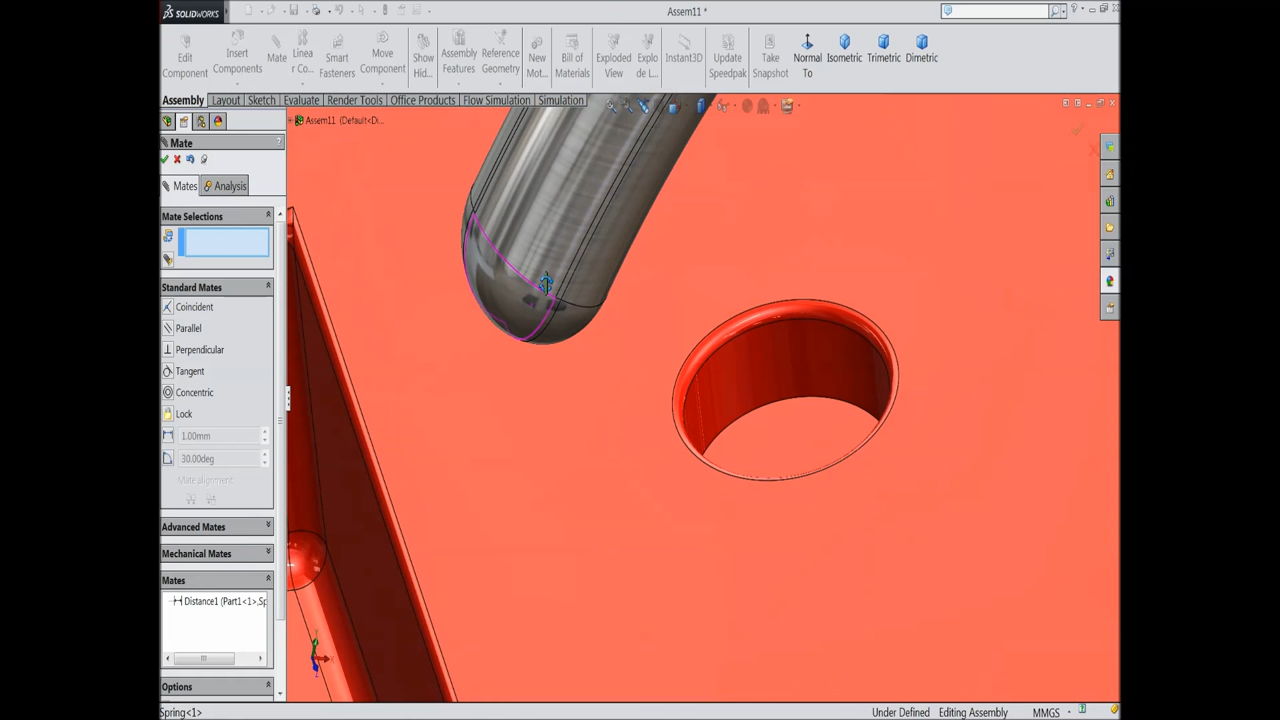 SOLIDWORKS
Assem11 *
Edit Component
Insert Components
Mate
Linea r Co...
Smart Fasteners
Move Component
Show Hid...
Assembly Features
Reference Geometry
New Mot...
Bill of Materials
Exploded View
Explo de L...
Instant3D
Update Speedpak
Take Snapshot
Normal To
Isometric
Trimetric
Dimetric
Assembly Layout Sketch Evaluate Render Tools Office Products Flow Simulation Simulation
Assem11 (Default<Di...
Mate
?
Mates Analysis
Mate Selections
Standard Mates
Coincident
Parallel
Perpendicular
Tangent
Concentric
Lock
1.00mm
30.00deg
Mate alignment:
Advanced Mates
Mechanical Mates
Mates
Distance1 (Part1<1>,Sp
Options
Spring<1>
Under Defined Editing Assembly MMGS